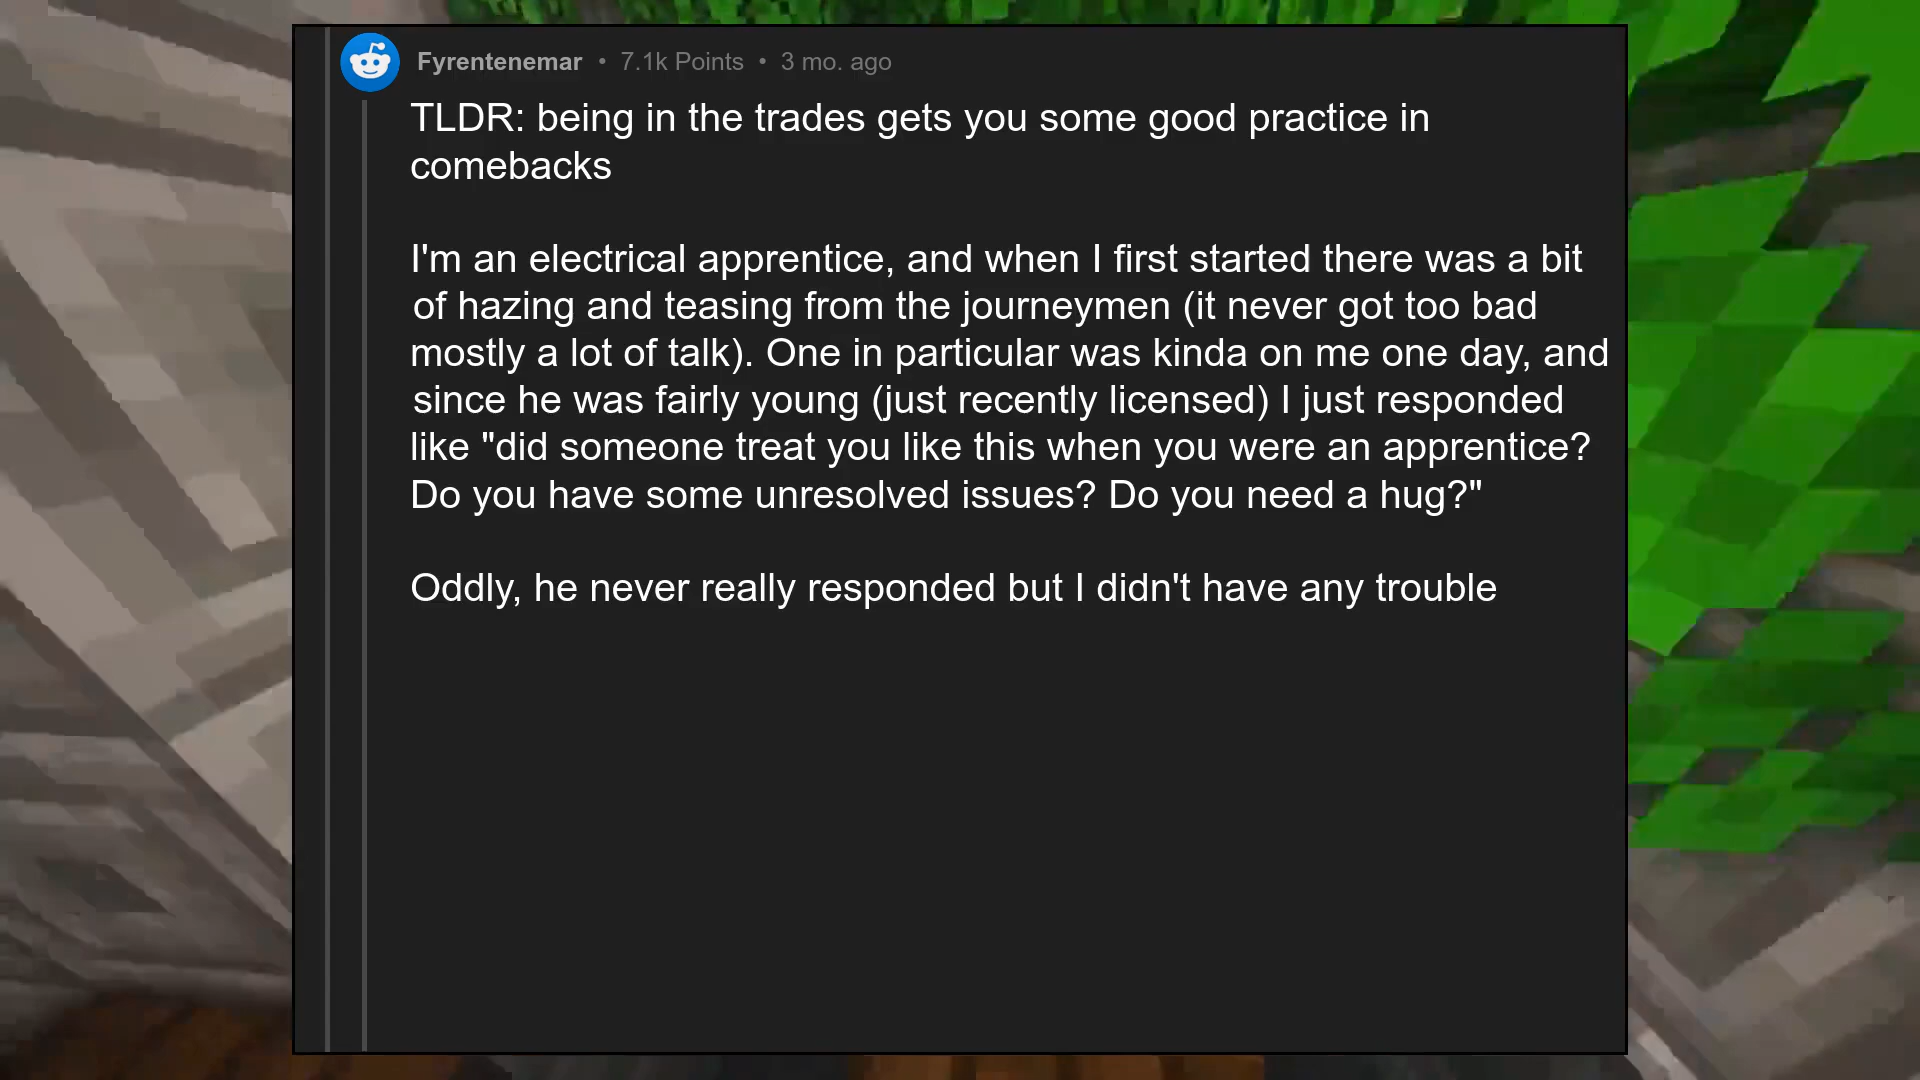 Fyrentenemar • 7.1k Points • 3 mo. ago
TLDR: being in the trades gets you some good practice in
comebacks
I'm an electrical apprentice, and when I first started there was a bit
of hazing and teasing from the journeymen (it never got too bad
mostly a lot of talk). One in particular was kinda on me one day, and
since he was fairly young (just recently licensed) I just responded
like "did someone treat you like this when you were an apprentice?
Do you have some unresolved issues? Do you need a hug?"
Oddly, he never really responded but I didn't have any trouble